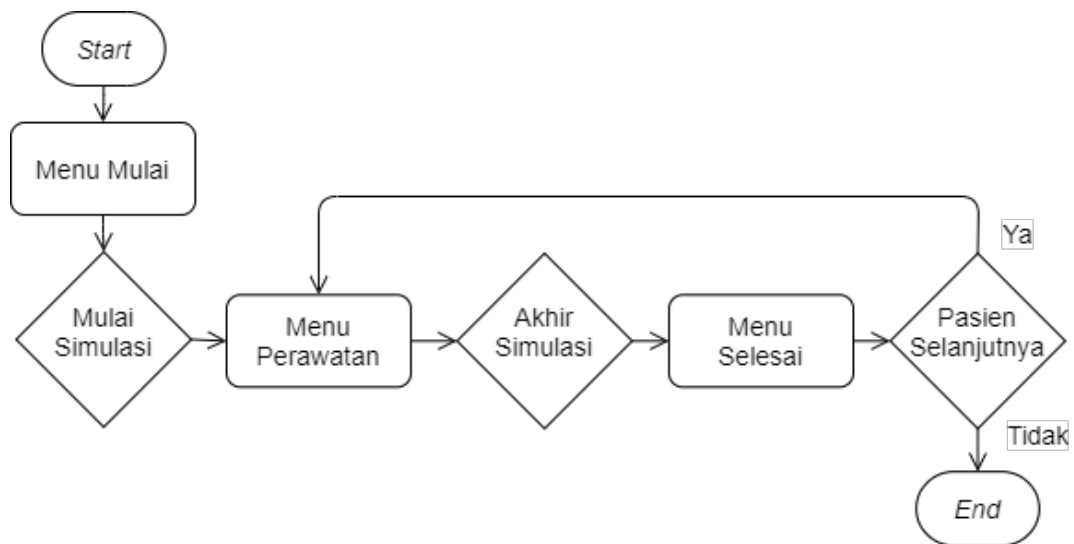 Start
Menu Mulai
Mulai
Simulasi
Menu
Perawatan
Akhir
Simulasi
Menu
Selesai
Pasien
Selanjutnya
Ya
Tidak
End